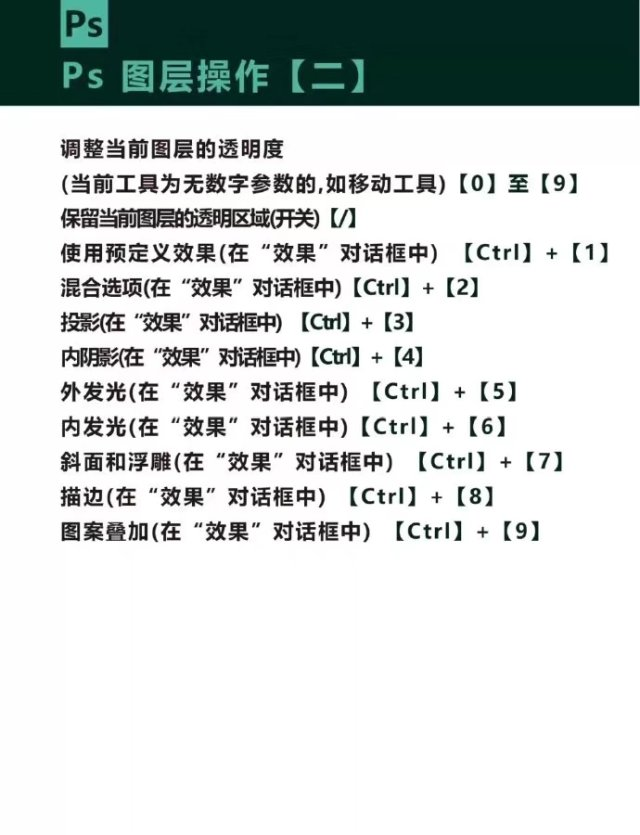 Ps
Ps 图层操作【二】
调整当前图层的透明度
(当前工具为无数字参数的,如移动工具)【0】至【9】
保留当前图层的透明区域(开关)【/】
使用预定义效果(在“效果”对话框中) 【Ctrl】+【1】
混合选项(在“效果”对话框中)【Ctrl】+【2】
投影(在“效果”对话框中) 【Ctrl】+【3】
内阴影(在“效果”对话框中)【Ctrl】+【4】
外发光(在“效果”对话框中) 【Ctrl】+【5】
内发光(在“效果”对话框中)【Ctrl】+【6】
斜面和浮雕(在“效果”对话框中) 【Ctrl】+【7】
描边(在“效果”对话框中) 【Ctrl】+【8】
图案叠加(在“效果”对话框中) 【Ctrl】+【9】